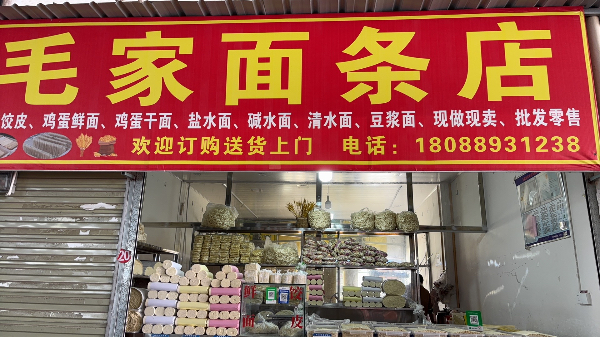 毛家面条店
饺皮、鸡蛋鲜面、鸡蛋干面、盐水面、碱水面、清水面、豆浆面、现做现卖、批发零售
欢迎订购送货上门 电话：18088931238
20